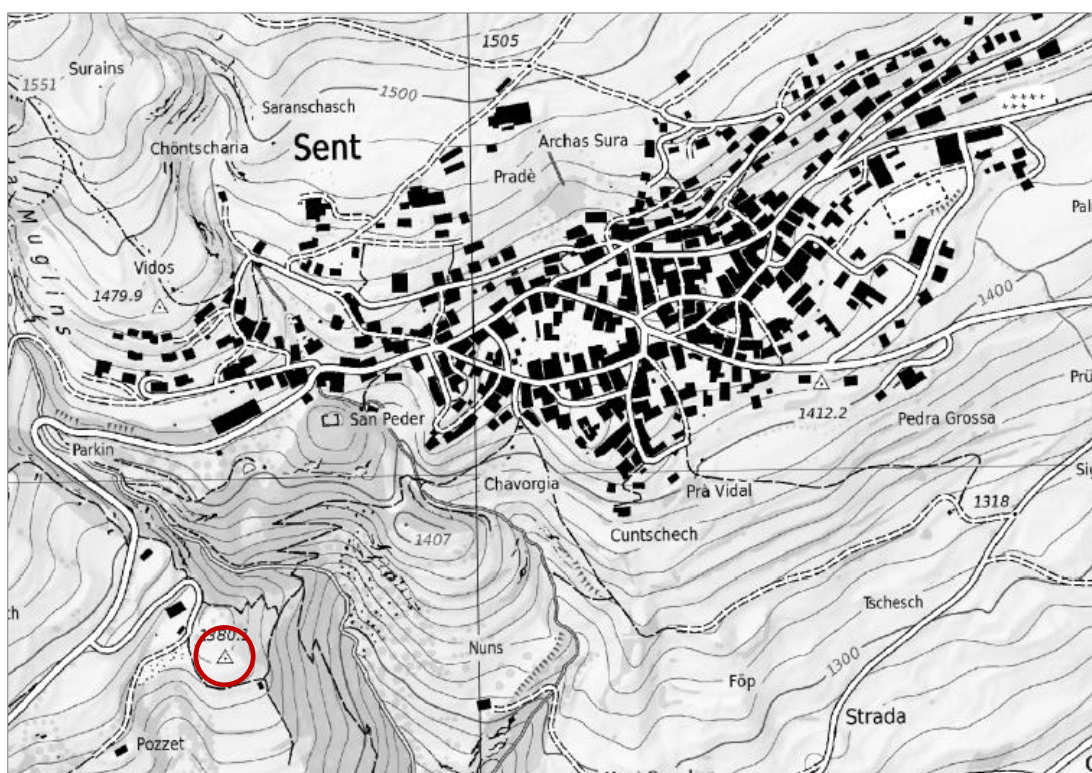 1505
Surains
1551
1500
Saranschasch
Sent
Archas Sura
Chöntscharia
Pradè
Muglins
Vidos
1479.9
1400
San Peder
1412.2
Pedra Grossa
Parkin
Chavorgia
Prà Vidal
1318
1407
Cuntschech
Tschesch
Nuns
1300
Föp
Strada
Pozzet